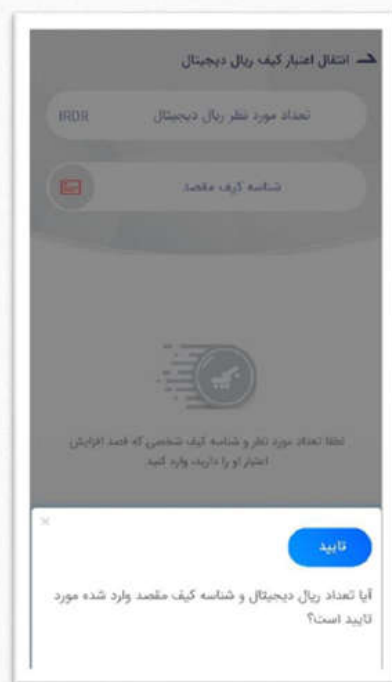 انتقال اعتبار کیف ریال دیجیتال
تعداد مورد نظر ریال دیجیتال IRDR
شناسه کیف مقصد
لطفا تعداد مورد نظر و شناسه کیف شخصی که قصد افزایش
اعتبار او را دارید، وارد کنید.
×
تایید
آیا تعداد ریال دیجیتال و شناسه کیف مقصد وارد شده مورد
تایید است؟